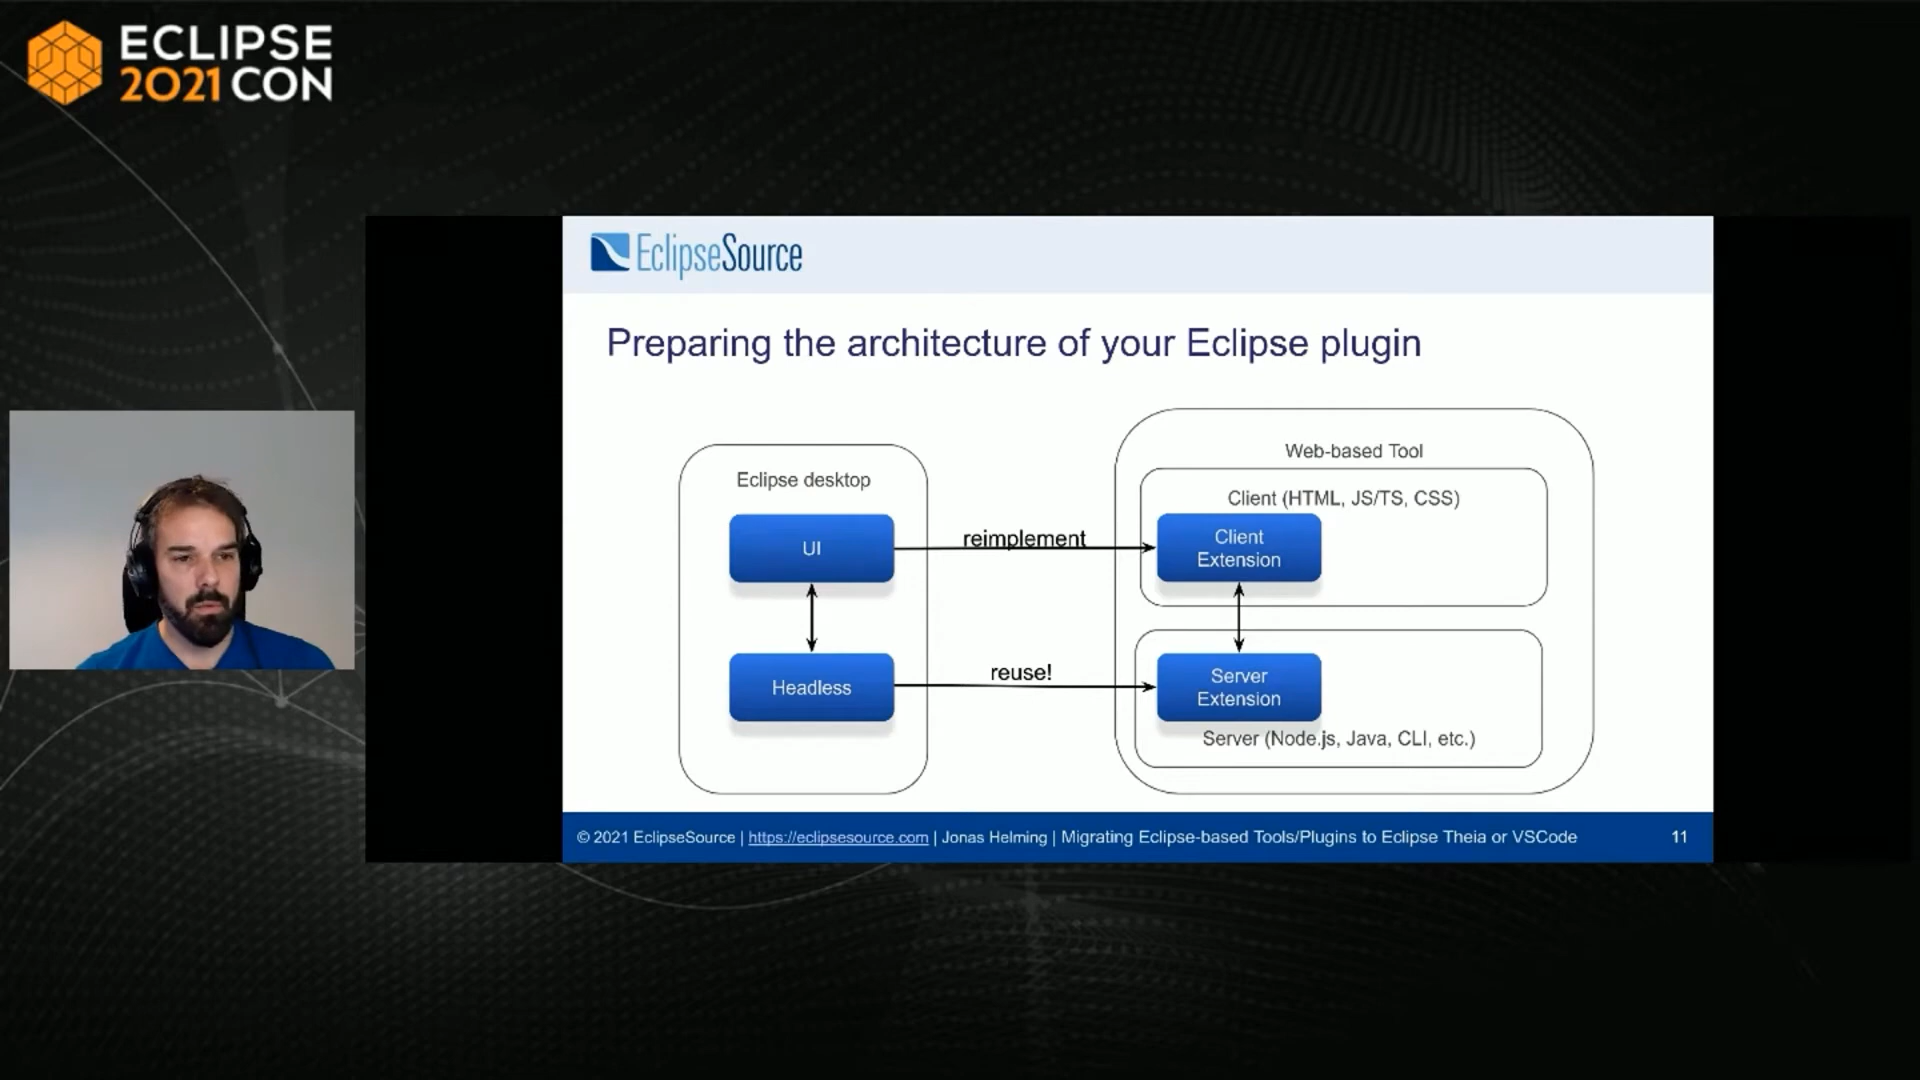 ECLIPSE
2021 CON
EclipseSource
Preparing the architecture of your Eclipse plugin
Eclipse desktop
UI
Headless
reimplement
reuse!
Web-based Tool
Client (HTML, JS/TS, CSS)
Client
Extension
Server
Extension
Server (Node.js, Java, CLI, etc.)
© 2021 EclipseSource | https://eclipsesource.com | Jonas Helming | Migrating Eclipse-based Tools/Plugins to Eclipse Theia or VSCode
11